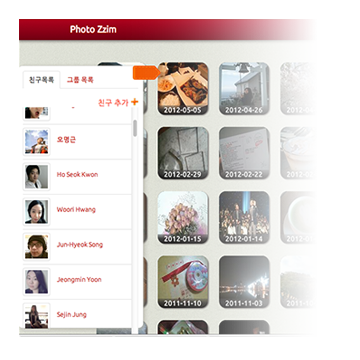 Photo Zzim
친구목록 그룹 목록
친구 추가 +
오명근
Ho Seok Kwon
Woori Hwang
Jun-Hyeok Song
Jeongmin Yoon
Sejin Jung
2012-05-05 2012-04-26
2012-02-29 2012-02-22
2012-01-15 2012-01-14
2011-11-10 2011-11-03